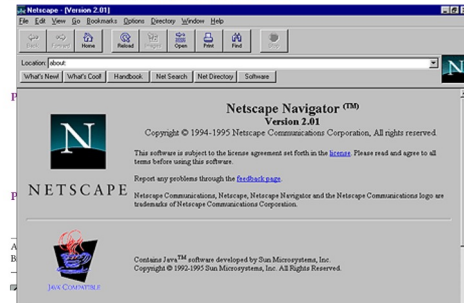 Netscape - [Version 2.01]
File Edit View Go Bookmarks Options Directory Window Help
Back Forward Home Reload Images Open Print Find Stop
Location: about:
What's New! What's Cool! Handbook Net Search Net Directory Software
N
Netscape Navigator (TM)
Version 2.01
Copyright © 1994-1995 Netscape Communications Corporation, All rights reserved.
N
NETSCAPE
This software is subject to the license agreement set forth in the license. Please read and agree to all
terms before using this software.
Report any problems through the feedback page.
Netscape Communications, Netscape, Netscape Navigator and the Netscape Communications logo are
trademarks of Netscape Communications Corporation.
JAVA COMPATIBLE
Contains Java™ software developed by Sun Microsystems, Inc.
Copyright © 1992-1995 Sun Microsystems, Inc. All Rights Reserved.
P
P
A
B